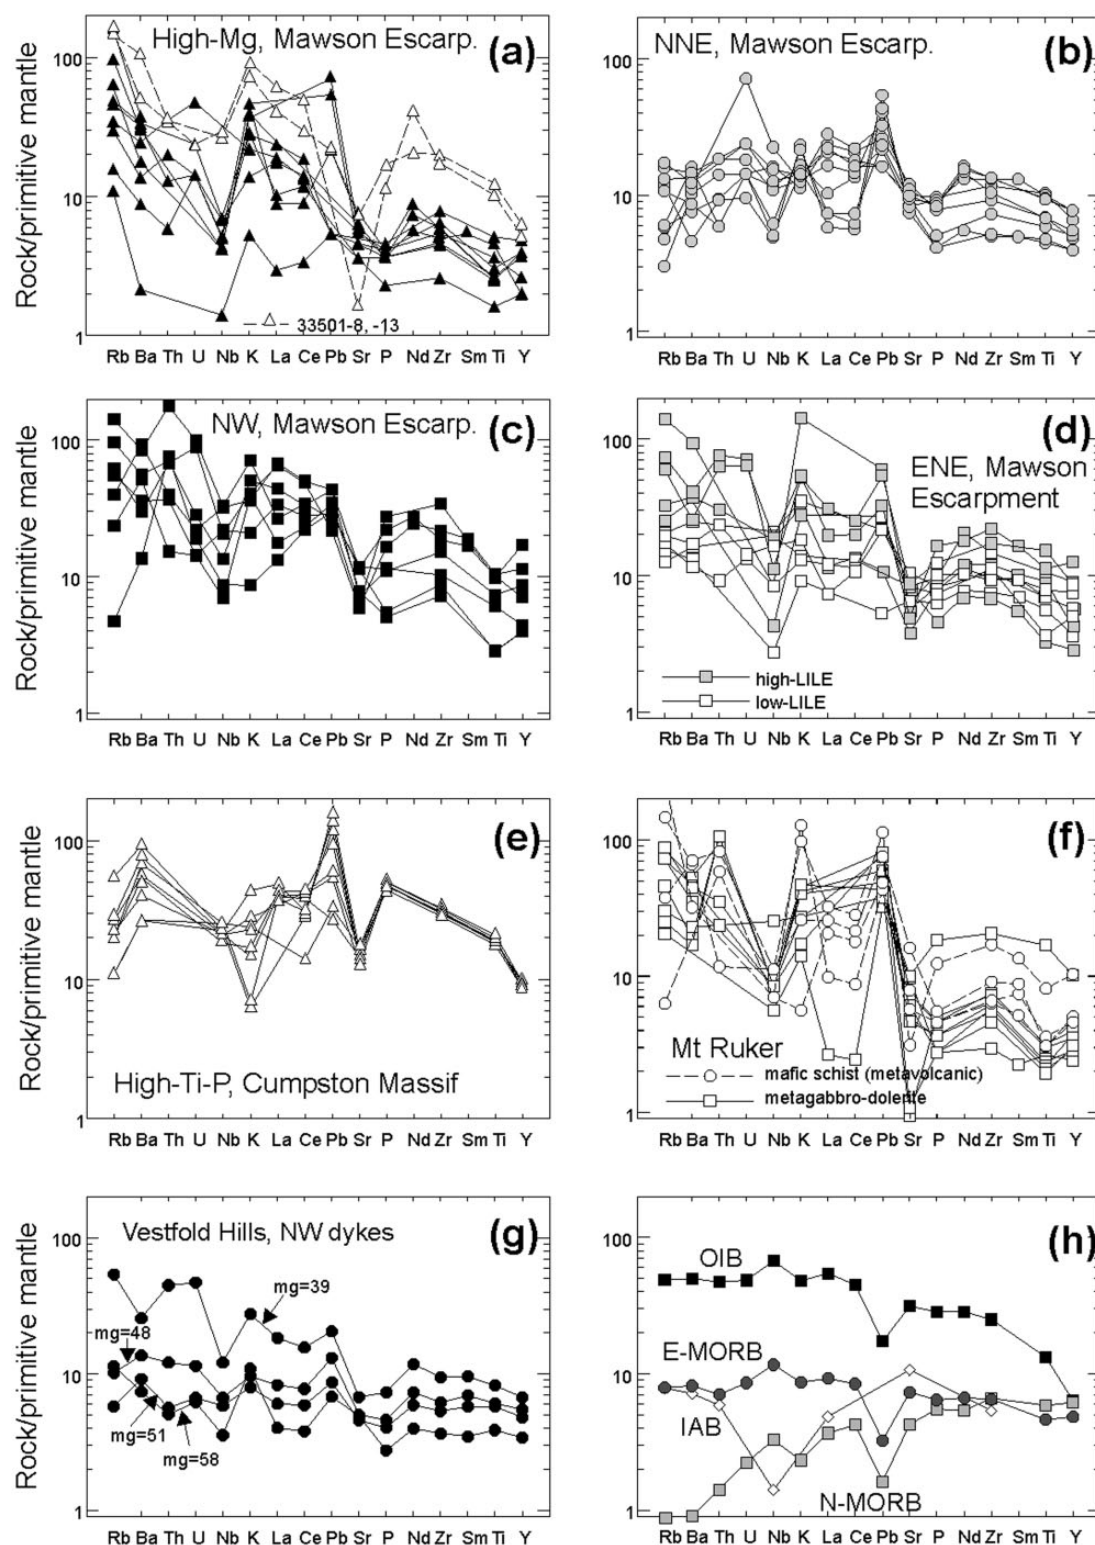 High-Mg, Mawson Escarp. (a)
Rock/primitive mantle
100
10
1
33501-8, -13
Rb Ba Th U Nb K La Ce Pb Sr P Nd Zr Sm Ti Y
NNE, Mawson Escarp. (b)
100
10
1
Rb Ba Th U Nb K La Ce Pb Sr P Nd Zr Sm Ti Y
NW, Mawson Escarp. (c)
Rock/primitive mantle
100
10
1
Rb Ba Th U Nb K La Ce Pb Sr P Nd Zr Sm Ti Y
(d)
ENE, Mawson
Escarpment
100
10
1
high-LILE
low-LILE
Rb Ba Th U Nb K La Ce Pb Sr P Nd Zr Sm Ti Y
(e)
Rock/primitive mantle
100
10
1
High-Ti-P, Cumpston Massif
Rb Ba Th U Nb K La Ce Pb Sr P Nd Zr Sm Ti Y
(f)
100
10
1
Mt Ruker
mafic schist (metavolcanic)
metagabbro-dolerite
Rb Ba Th U Nb K La Ce Pb Sr P Nd Zr Sm Ti Y
Vestfold Hills, NW dykes (g)
Rock/primitive mantle
100
10
1
mg=39
mg=48
mg=51
mg=58
Rb Ba Th U Nb K La Ce Pb Sr P Nd Zr Sm Ti Y
(h)
100
10
1
OIB
E-MORB
IAB
N-MORB
Rb Ba Th U Nb K La Ce Pb Sr P Nd Zr Sm Ti Y